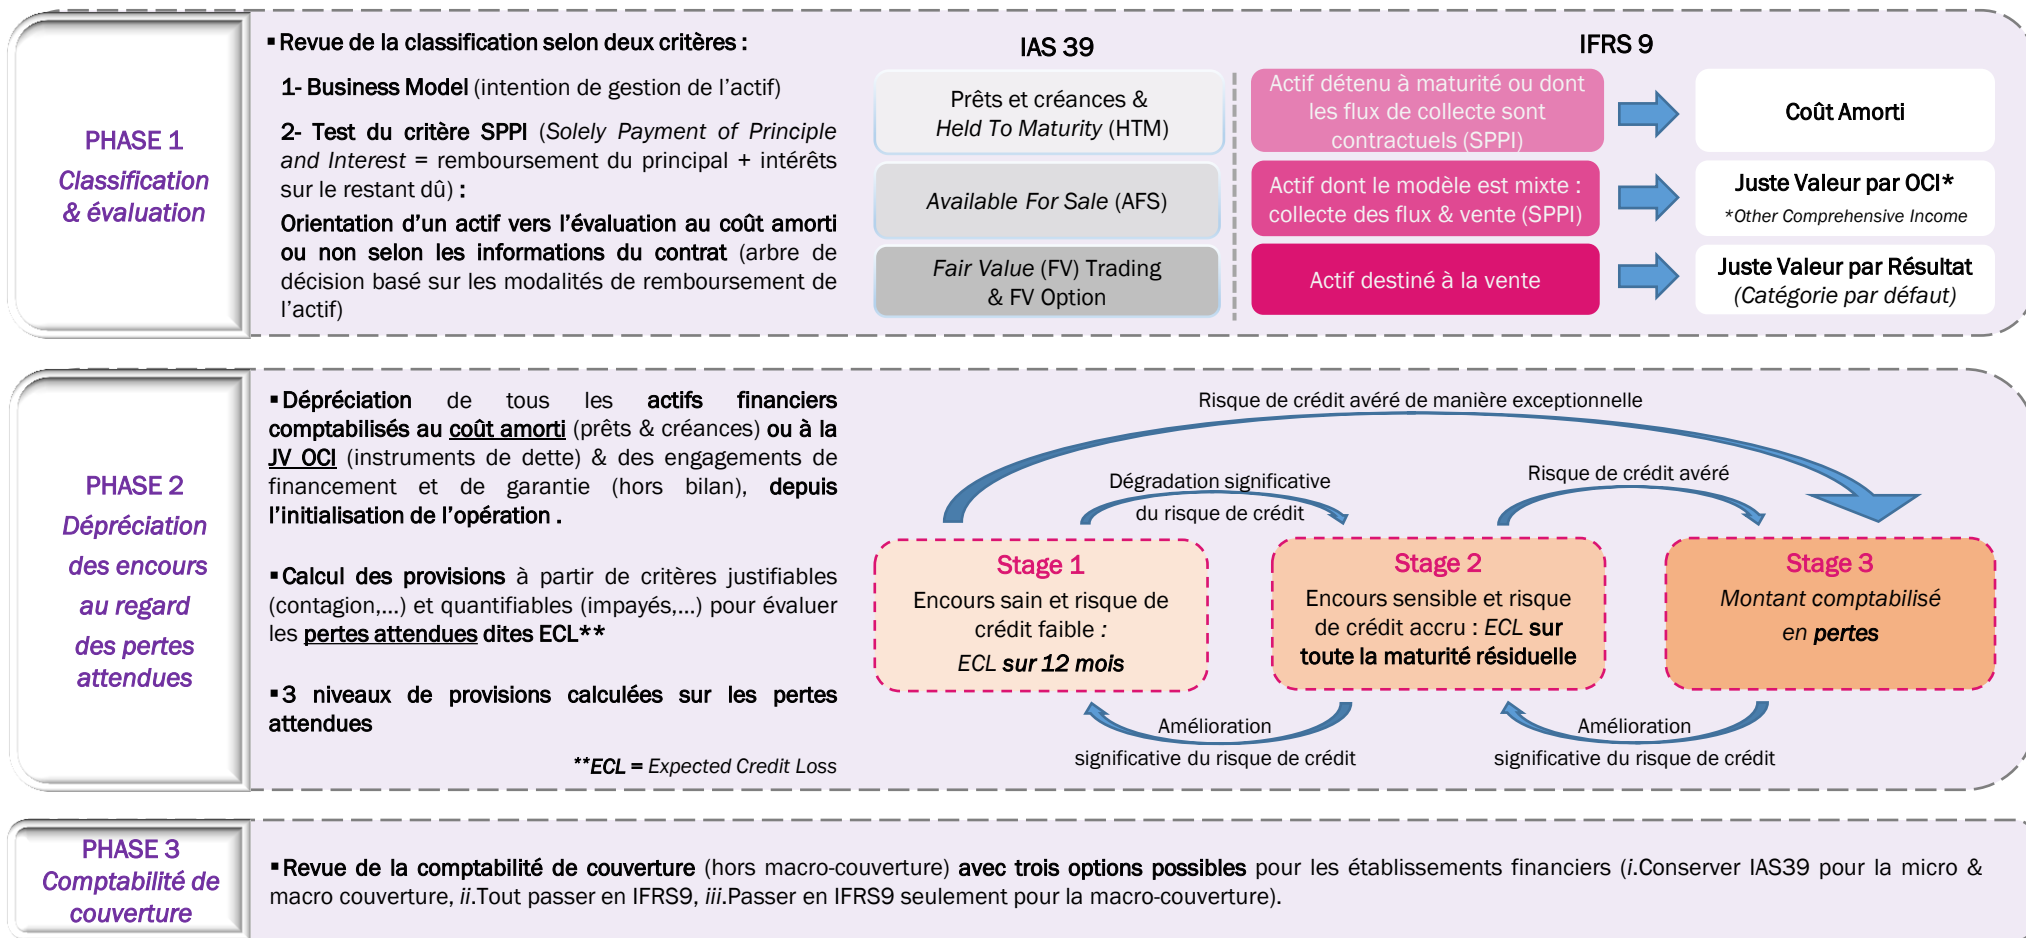 PHASE 1
Classification
& évaluation
▪ Revue de la classification selon deux critères :
1- Business Model (intention de gestion de l'actif)
2- Test du critère SPPI (Solely Payment of Principle
and Interest = remboursement du principal + intérêts
sur le restant dû) :
Orientation d'un actif vers l'évaluation au coût amorti
ou non selon les informations du contrat (arbre de
décision basé sur les modalités de remboursement de
l'actif)
IAS 39
IFRS 9
Prêts et créances &
Held To Maturity (HTM)
Actif détenu à maturité ou dont
les flux de collecte sont
contractuels (SPPI)
Coût Amorti
Available For Sale (AFS)
Actif dont le modèle est mixte :
collecte des flux & vente (SPPI)
Juste Valeur par OCI*
*Other Comprehensive Income
Fair Value (FV) Trading
& FV Option
Actif destiné à la vente
Juste Valeur par Résultat
(Catégorie par défaut)
PHASE 2
Dépréciation
des encours
au regard
des pertes
attendues
▪ Dépréciation de tous les actifs financiers
comptabilisés au coût amorti (prêts & créances) ou à la
JV OCI (instruments de dette) & des engagements de
financement et de garantie (hors bilan), depuis
l'initialisation de l'opération .
▪ Calcul des provisions à partir de critères justifiables
(contagion,...) et quantifiables (impayés,...) pour évaluer
les pertes attendues dites ECL**
▪ 3 niveaux de provisions calculées sur les pertes
attendues
**ECL = Expected Credit Loss
Risque de crédit avéré de manière exceptionnelle
Dégradation significative
du risque de crédit
Risque de crédit avéré
Stage 1
Encours sain et risque de
crédit faible :
ECL sur 12 mois
Stage 2
Encours sensible et risque
de crédit accru : ECL sur
toute la maturité résiduelle
Stage 3
Montant comptabilisé
en pertes
Amélioration
significative du risque de crédit
Amélioration
significative du risque de crédit
PHASE 3
Comptabilité de
couverture
▪ Revue de la comptabilité de couverture (hors macro-couverture) avec trois options possibles pour les établissements financiers (i.Conserver IAS39 pour la micro &
macro couverture, ii.Tout passer en IFRS9, iii.Passer en IFRS9 seulement pour la macro-couverture).